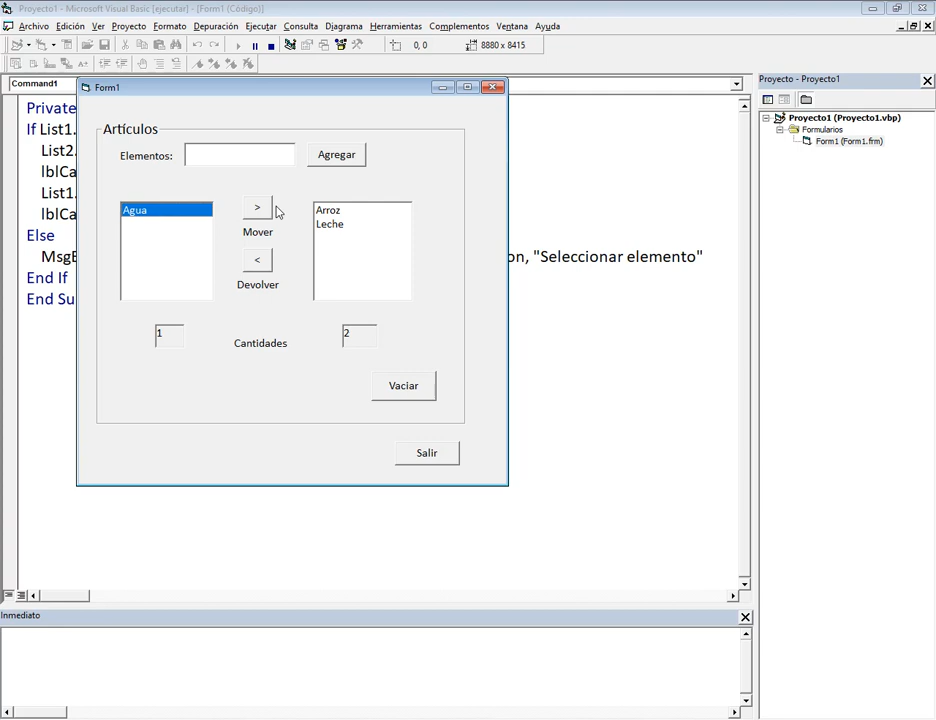 Proyecto1 - Microsoft Visual Basic [ejecutar] - [Form1 (Código)]
Archivo Edición Ver Proyecto Formato Depuración Ejecutar Consulta Diagrama Herramientas Complementos Ventana Ayuda
0, 0 8880 x 8415
Command1
Private
If List1.
List2.
lblCa
List1.
lblCa
Else
MsgB
on, "Seleccionar elemento"
End If
End Su
Form1
Artículos
Elementos:
Agregar
Agua
>
Mover
<
Devolver
Arroz
Leche
1
Cantidades
2
Vaciar
Salir
Proyecto - Proyecto1
Proyecto1 (Proyecto1.vbp)
Formularios
Form1 (Form1.frm)
Inmediato